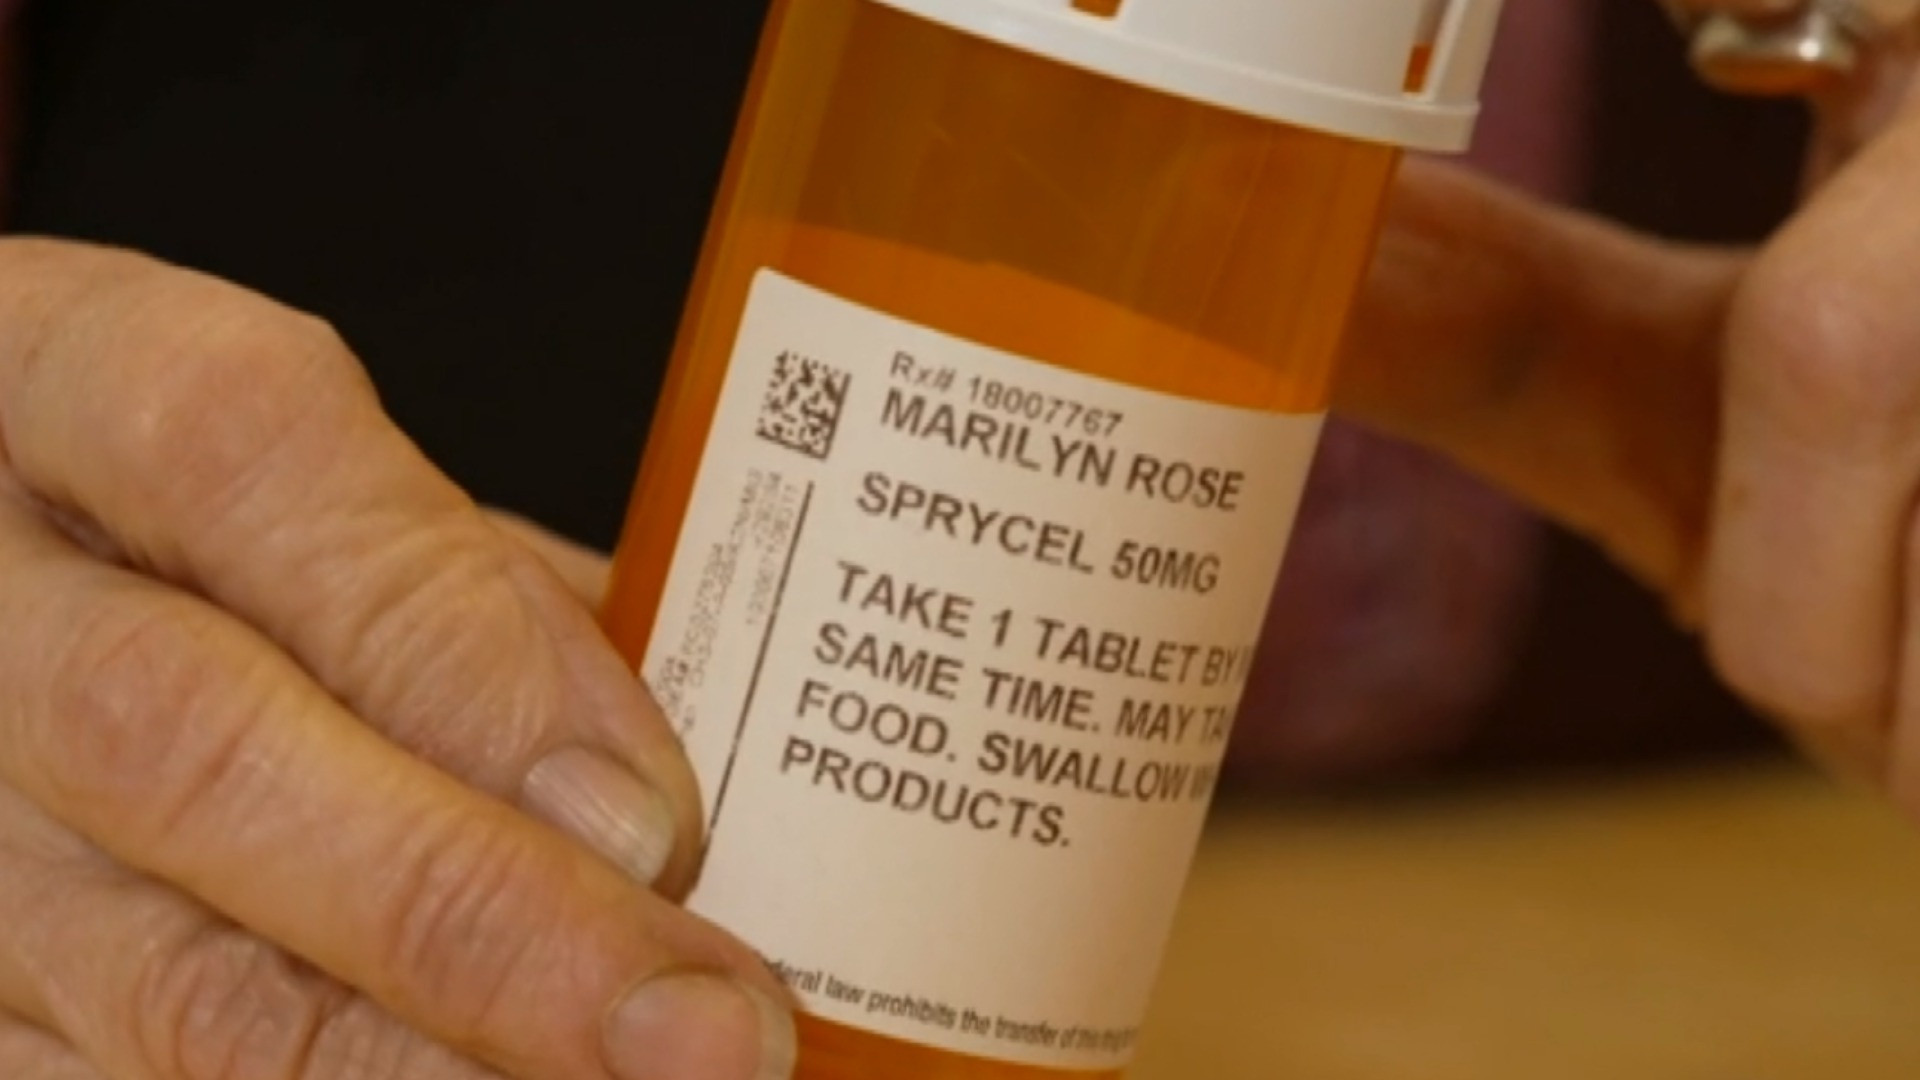 Rx# 18007767
MARILYN ROSE
SPRYCEL 50MG
TAKE 1 TABLET BY
SAME TIME. MAY TA
FOOD. SWALLOW W
PRODUCTS.
deral law prohibits the transfer of this